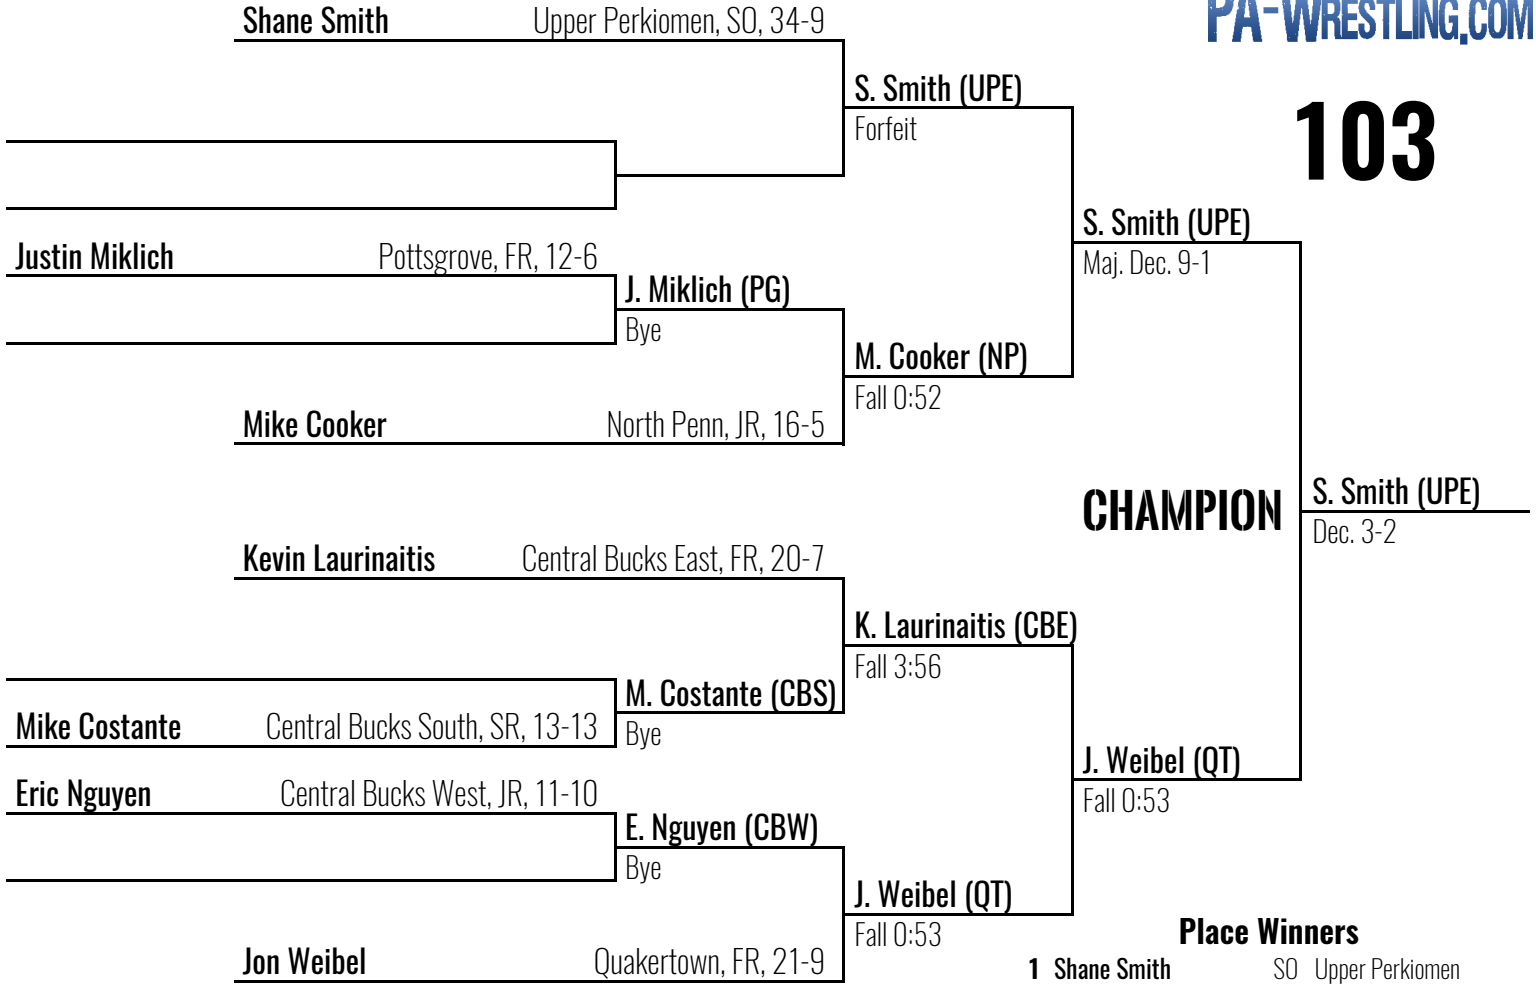 Shane Smith Upper Perkiomen, SO, 34-9
PA-WRESTLING.COM
S. Smith (UPE)
Forfeit
103
S. Smith (UPE)
Maj. Dec. 9-1
Justin Miklich Pottsgrove, FR, 12-6
J. Miklich (PG)
Bye
M. Cooker (NP)
Fall 0:52
Mike Cooker North Penn, JR, 16-5
CHAMPION
S. Smith (UPE)
Dec. 3-2
Kevin Laurinaitis Central Bucks East, FR, 20-7
K. Laurinaitis (CBE)
Fall 3:56
M. Costante (CBS)
Mike Costante Central Bucks South, SR, 13-13
Bye
J. Weibel (QT)
Fall 0:53
Eric Nguyen Central Bucks West, JR, 11-10
E. Nguyen (CBW)
Bye
J. Weibel (QT)
Fall 0:53
Jon Weibel Quakertown, FR, 21-9
Place Winners
1 Shane Smith SO Upper Perkiomen